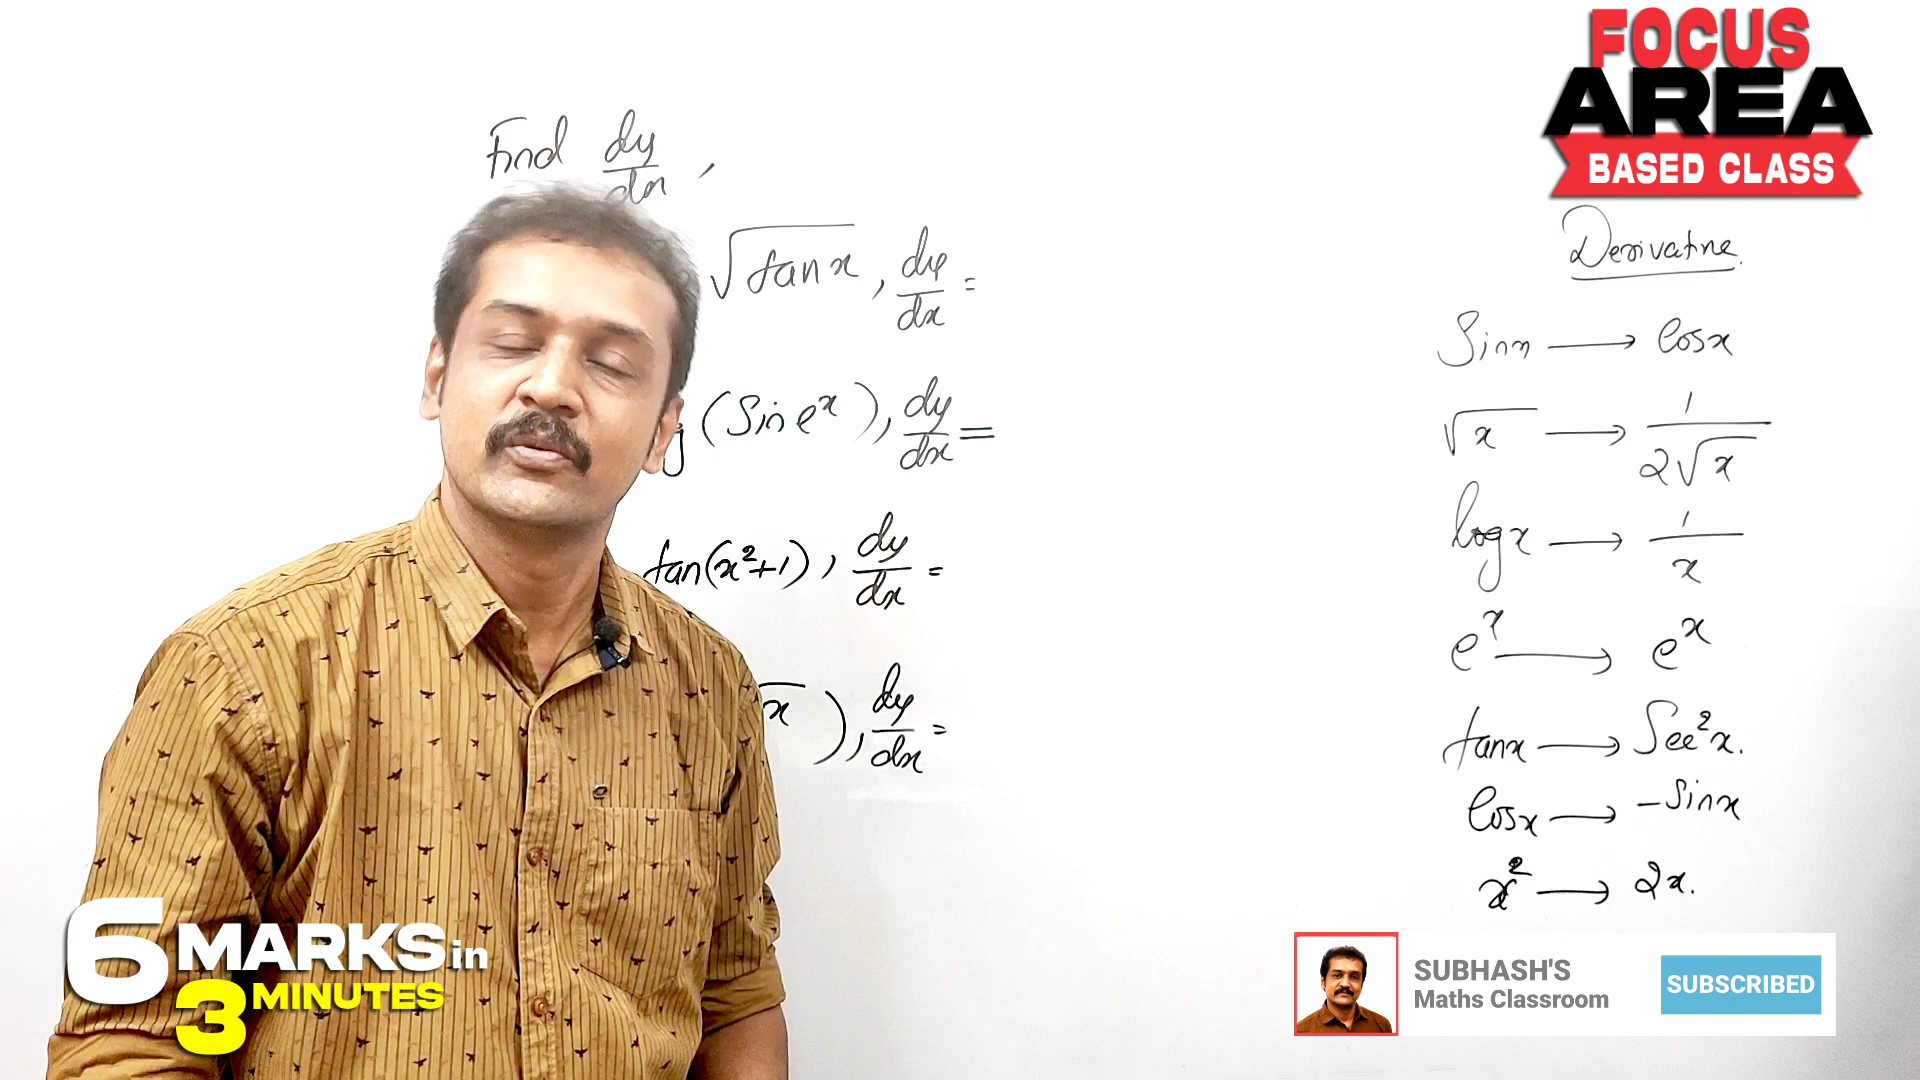 FOCUS
AREA
BASED CLASS
Find dy/dx,
√tanx, dy/dx =
(Sin eˣ), dy/dx =
tan(x²+1), dy/dx =
x), dy/dx =
Derivative.
Sinx → Cosx
√x → 1/2√x
logx → 1/x
eˣ → eˣ
tanx → Sec²x.
Cosx → -Sinx
x² → 2x.
6 MARKS in
3 MINUTES
SUBHASH'S
Maths Classroom
SUBSCRIBED